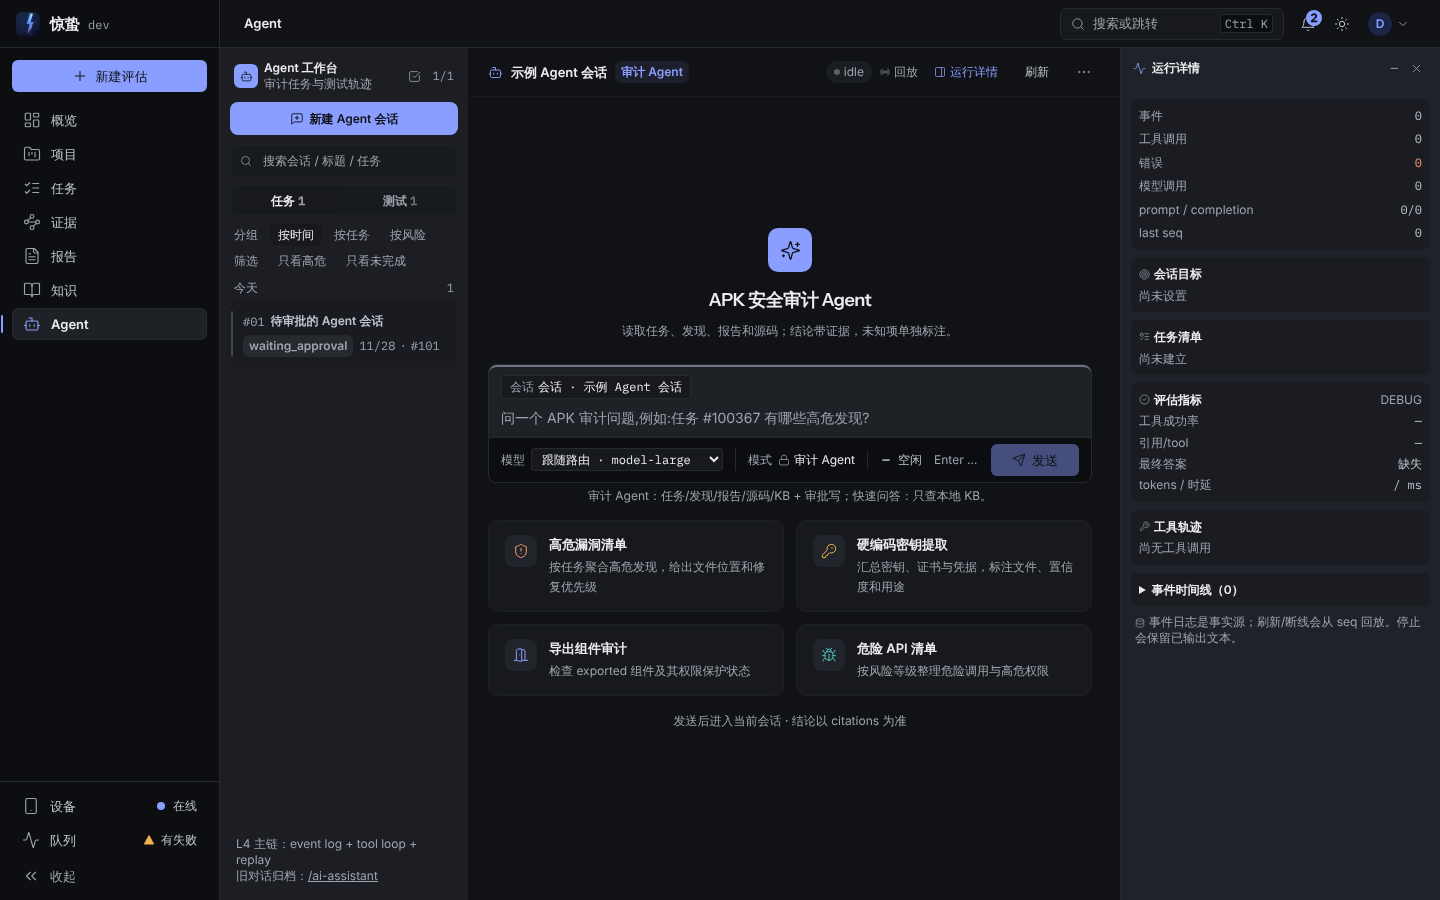 惊蛰 dev
Agent
搜索或跳转
Ctrl K
2
D
新建评估
概览
项目
任务
证据
报告
知识
Agent
设备
在线
队列
有失败
收起
Agent 工作台
审计任务与测试轨迹
1/1
新建 Agent 会话
搜索会话 / 标题 / 任务
任务 1
测试 1
分组
按时间
按任务
按风险
筛选
只看高危
只看未完成
今天
1
#01 待审批的 Agent 会话
waiting_approval 11/28 · #101
L4 主链：event log + tool loop +
replay
旧对话归档：/ai-assistant
示例 Agent 会话
审计 Agent
idle
回放
运行详情
刷新
APK 安全审计 Agent
读取任务、发现、报告和源码；结论带证据，未知项单独标注。
会话 会话 · 示例 Agent 会话
问一个 APK 审计问题,例如:任务 #100367 有哪些高危发现?
模型
跟随路由 · model-large
模式
审计 Agent
空闲
Enter ...
发送
审计 Agent：任务/发现/报告/源码/KB + 审批写；快速问答：只查本地 KB。
高危漏洞清单
按任务聚合高危发现，给出文件位置和修
复优先级
硬编码密钥提取
汇总密钥、证书与凭据，标注文件、置信
度和用途
导出组件审计
检查 exported 组件及其权限保护状态
危险 API 清单
按风险等级整理危险调用与高危权限
发送后进入当前会话 · 结论以 citations 为准
运行详情
事件 0
工具调用 0
错误 0
模型调用 0
prompt / completion 0/0
last seq 0
会话目标
尚未设置
任务清单
尚未建立
评估指标 DEBUG
工具成功率 —
引用/tool —
最终答案 缺失
tokens / 时延 / ms
工具轨迹
尚无工具调用
事件时间线（0）
事件日志是事实源；刷新/断线会从 seq 回放。停止
会保留已输出文本。